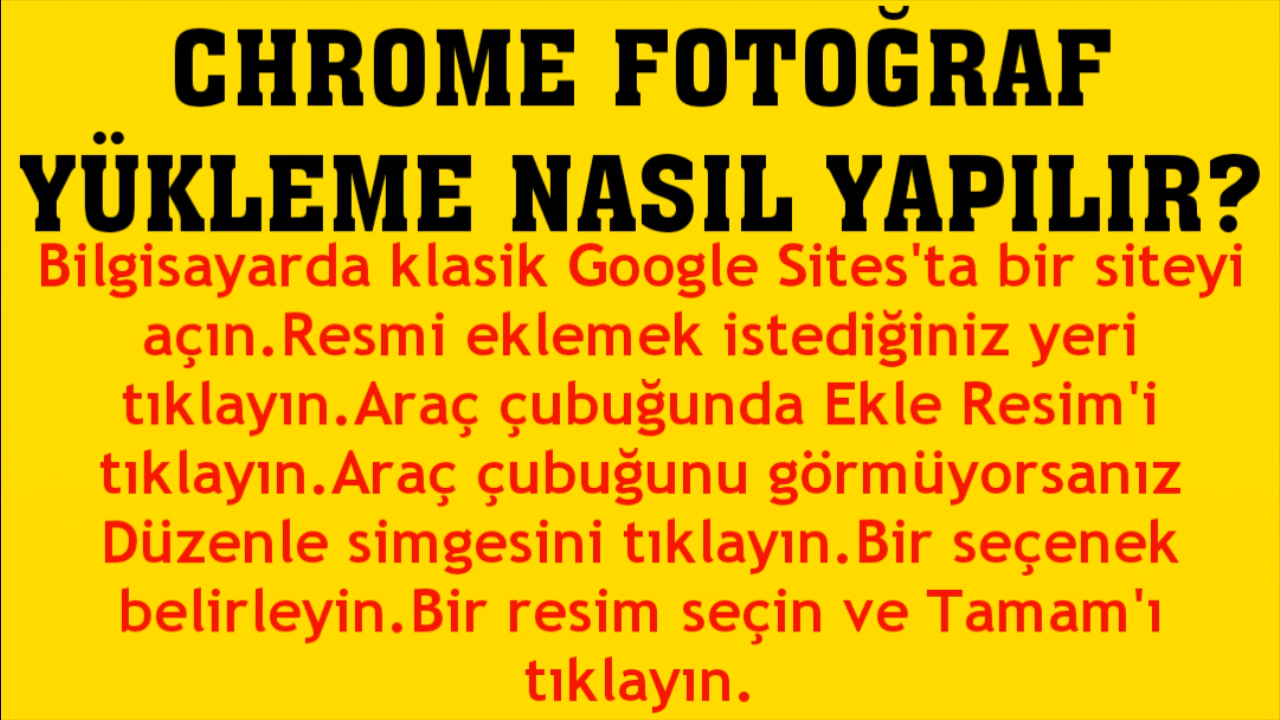 CHROME FOTOĞRAF
YÜKLEME NASIL YAPILIR?
Bilgisayarda klasik Google Sites'ta bir siteyi
açın.Resmi eklemek istediğiniz yeri
tıklayın.Araç çubuğunda Ekle Resim'i
tıklayın.Araç çubuğunu görmüyorsanız
Düzenle simgesini tıklayın.Bir seçenek
belirleyin.Bir resim seçin ve Tamam'ı
tıklayın.